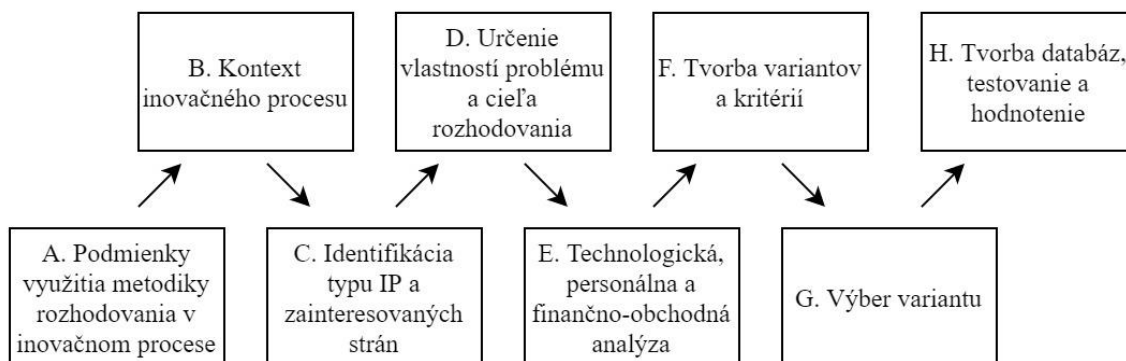 A. Podmienky
využitia metodiky
rozhodovania v
inovačnom procese
B. Kontext
inovačného procesu
C. Identifikácia
typu IP a
zainteresovaných
strán
D. Určenie
vlastností problému
a cieľa
rozhodovania
E. Technologická,
personálna a
finančno-obchodná
analýza
F. Tvorba variantov
a kritérií
G. Výber variantu
H. Tvorba databáz,
testovanie a
hodnotenie